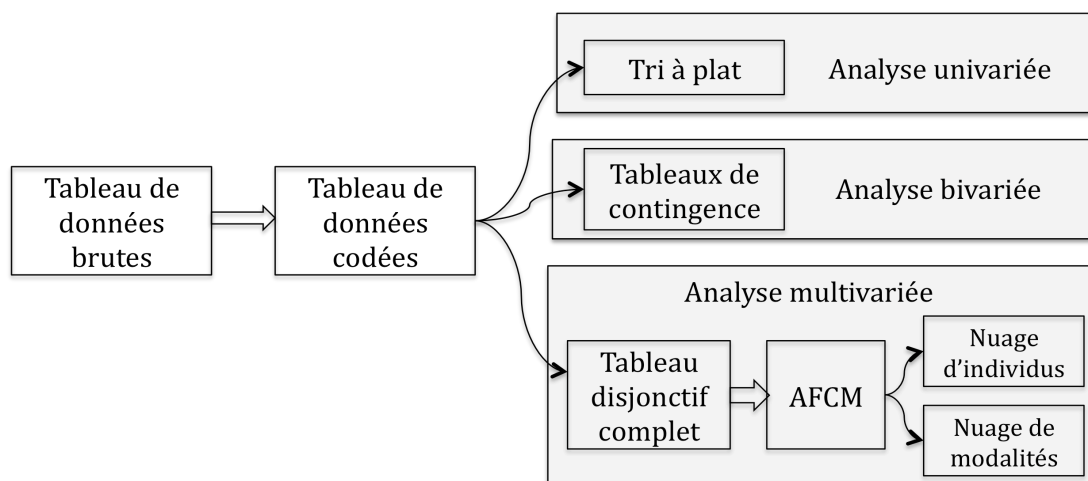 Tableau de
données
brutes
Tableau de
données
codées
Tri à plat
Analyse univariée
Tableaux de
contingence
Analyse bivariée
Analyse multivariée
Tableau
disjonctif
complet
AFCM
Nuage
d’individus
Nuage de
modalités